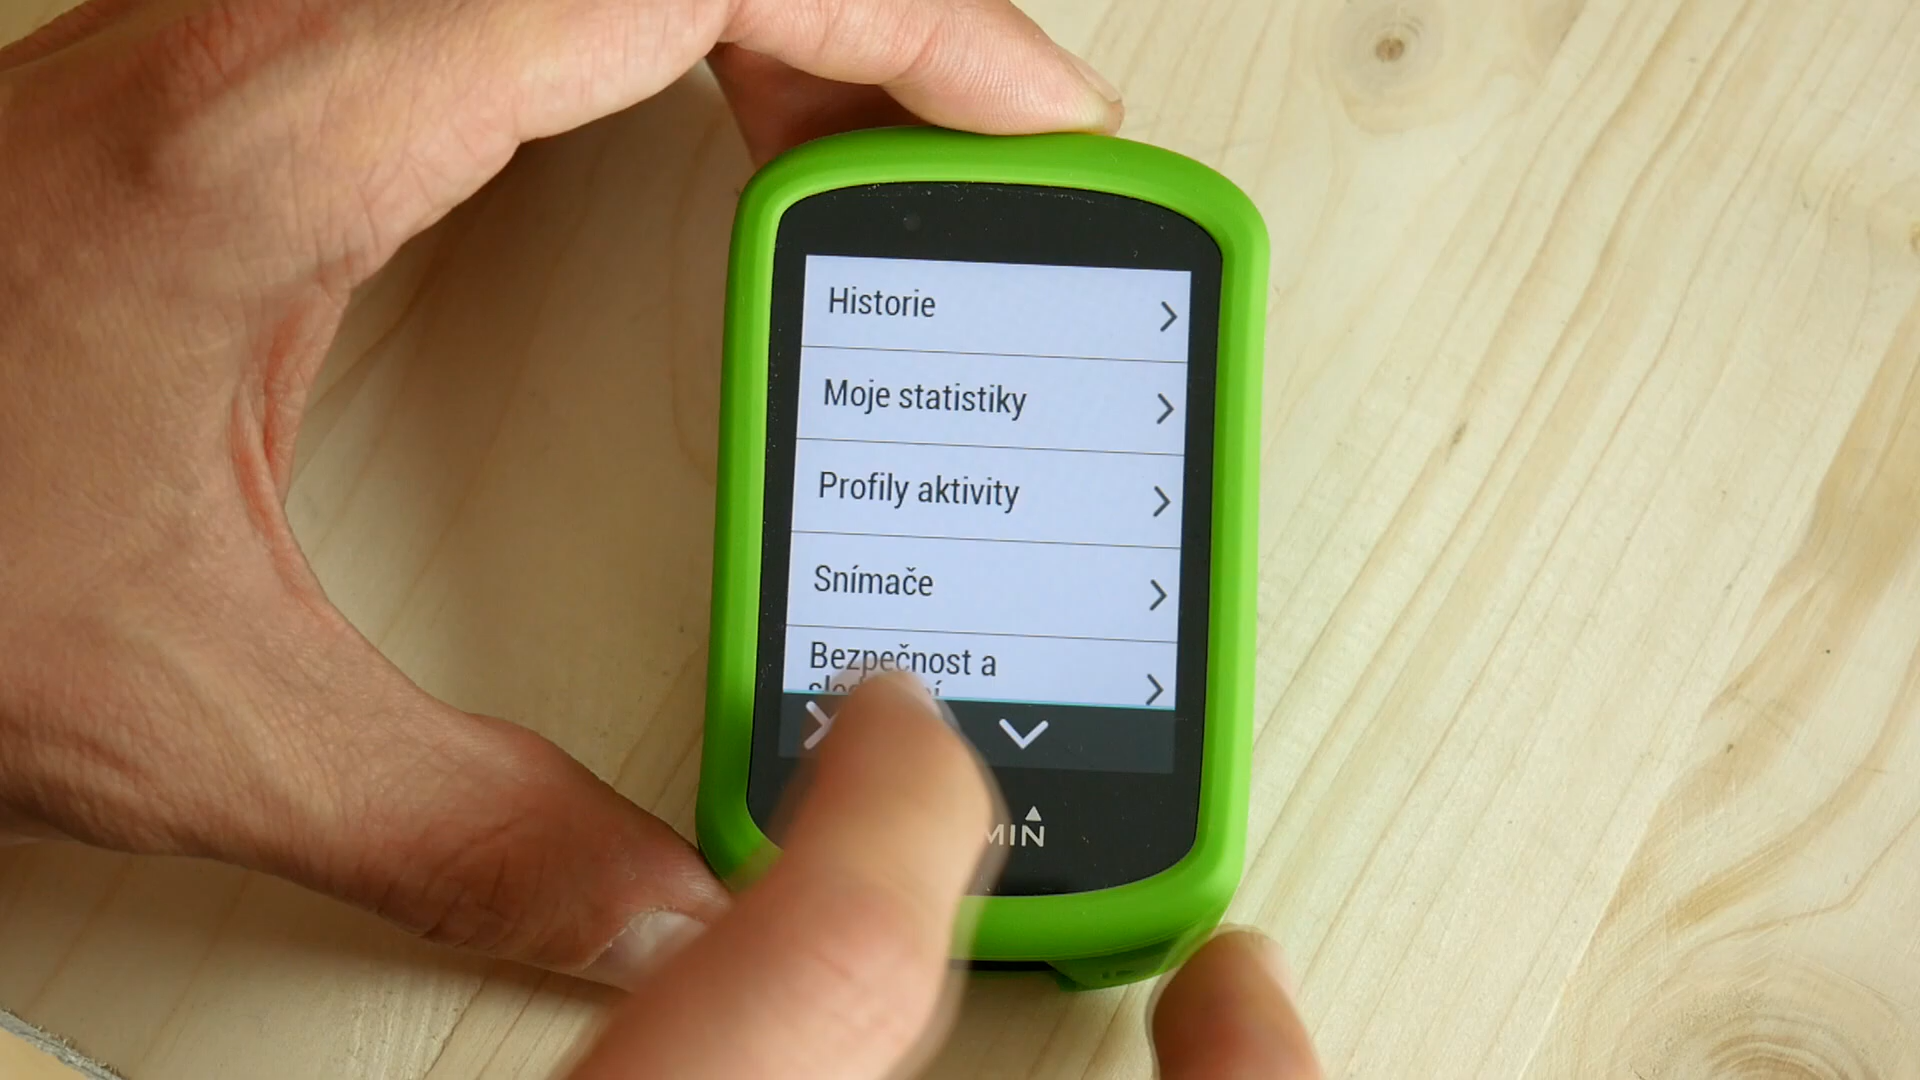 Historie
Moje statistiky
Profily aktivity
Snímače
Bezpečnost a
MIN